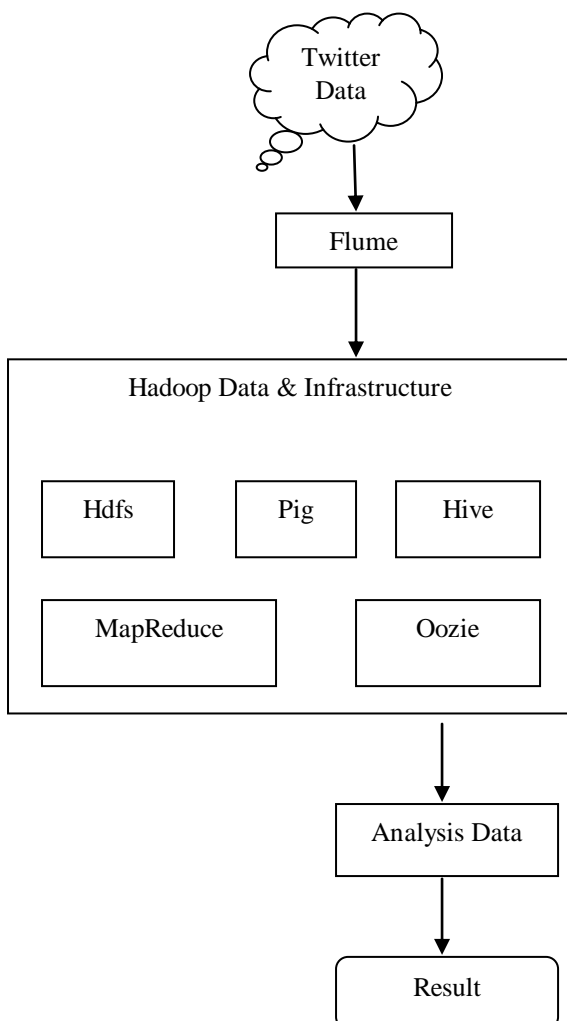 Twitter
Data
Flume
Hadoop Data & Infrastructure
Hdfs
Pig
Hive
MapReduce
Oozie
Analysis Data
Result